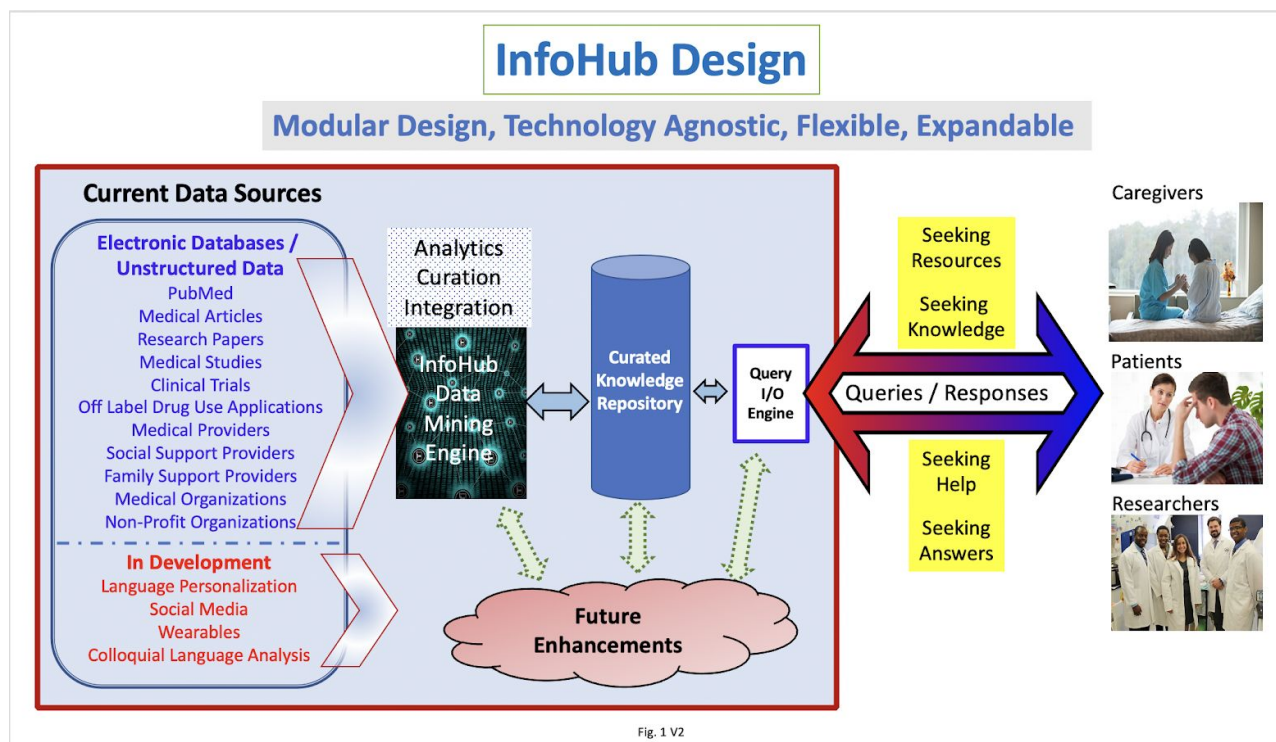 InfoHub Design
Modular Design, Technology Agnostic, Flexible, Expandable
Current Data Sources
Electronic Databases /
Unstructured Data
PubMed
Medical Articles
Research Papers
Medical Studies
Clinical Trials
Off Label Drug Use Applications
Medical Providers
Social Support Providers
Family Support Providers
Medical Organizations
Non-Profit Organizations
In Development
Language Personalization
Social Media
Wearables
Colloquial Language Analysis
Analytics
Curation
Integration
InfoHub
Data
Mining
Engine
Curated
Knowledge
Repository
Query
I/O
Engine
Future
Enhancements
Seeking
Resources
Seeking
Knowledge
Queries / Responses
Seeking
Help
Seeking
Answers
Caregivers
Patients
Researchers
Fig. 1 V2